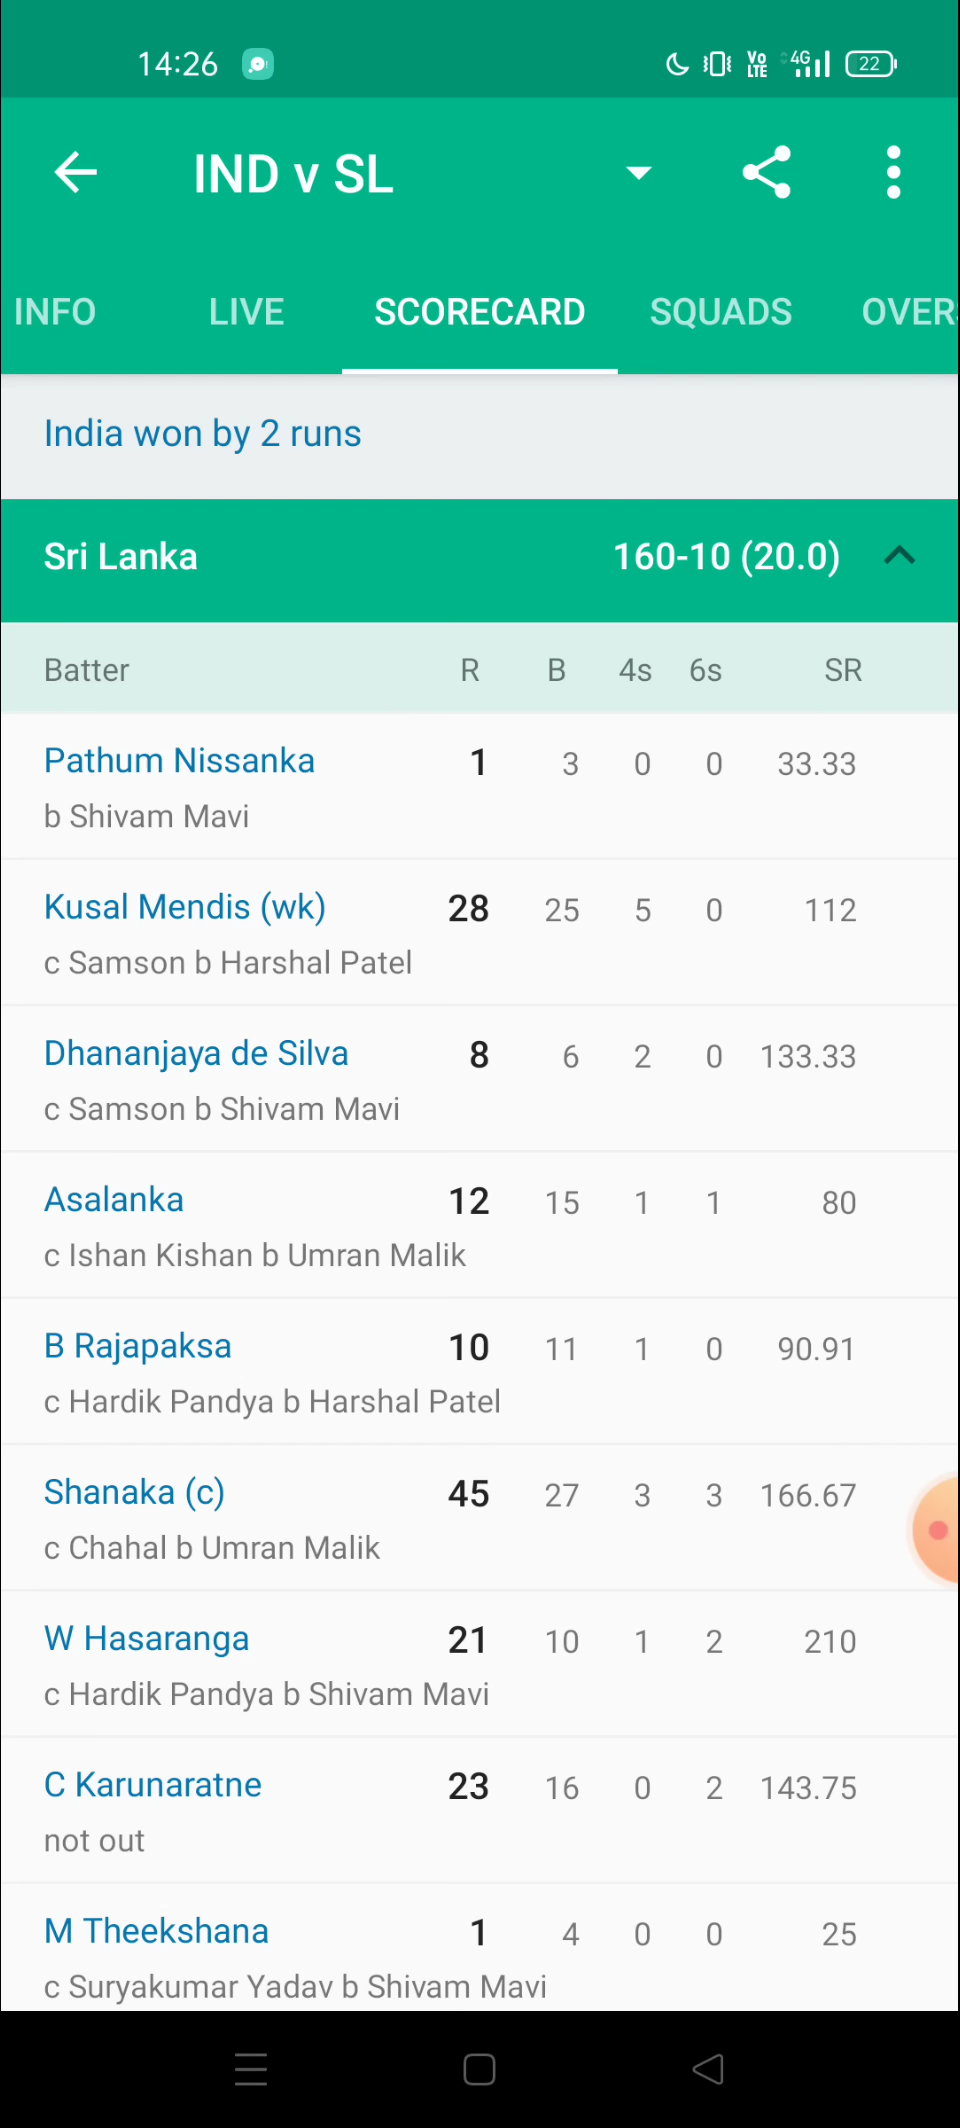 14:26 Vo LTE 4G 22
IND v SL
INFO LIVE SCORECARD SQUADS OVERS
India won by 2 runs
Sri Lanka 160-10 (20.0)
Batter R B 4s 6s SR
Pathum Nissanka 1 3 0 0 33.33
b Shivam Mavi
Kusal Mendis (wk) 28 25 5 0 112
c Samson b Harshal Patel
Dhananjaya de Silva 8 6 2 0 133.33
c Samson b Shivam Mavi
Asalanka 12 15 1 1 80
c Ishan Kishan b Umran Malik
B Rajapaksa 10 11 1 0 90.91
c Hardik Pandya b Harshal Patel
Shanaka (c) 45 27 3 3 166.67
c Chahal b Umran Malik
W Hasaranga 21 10 1 2 210
c Hardik Pandya b Shivam Mavi
C Karunaratne 23 16 0 2 143.75
not out
M Theekshana 1 4 0 0 25
c Suryakumar Yadav b Shivam Mavi